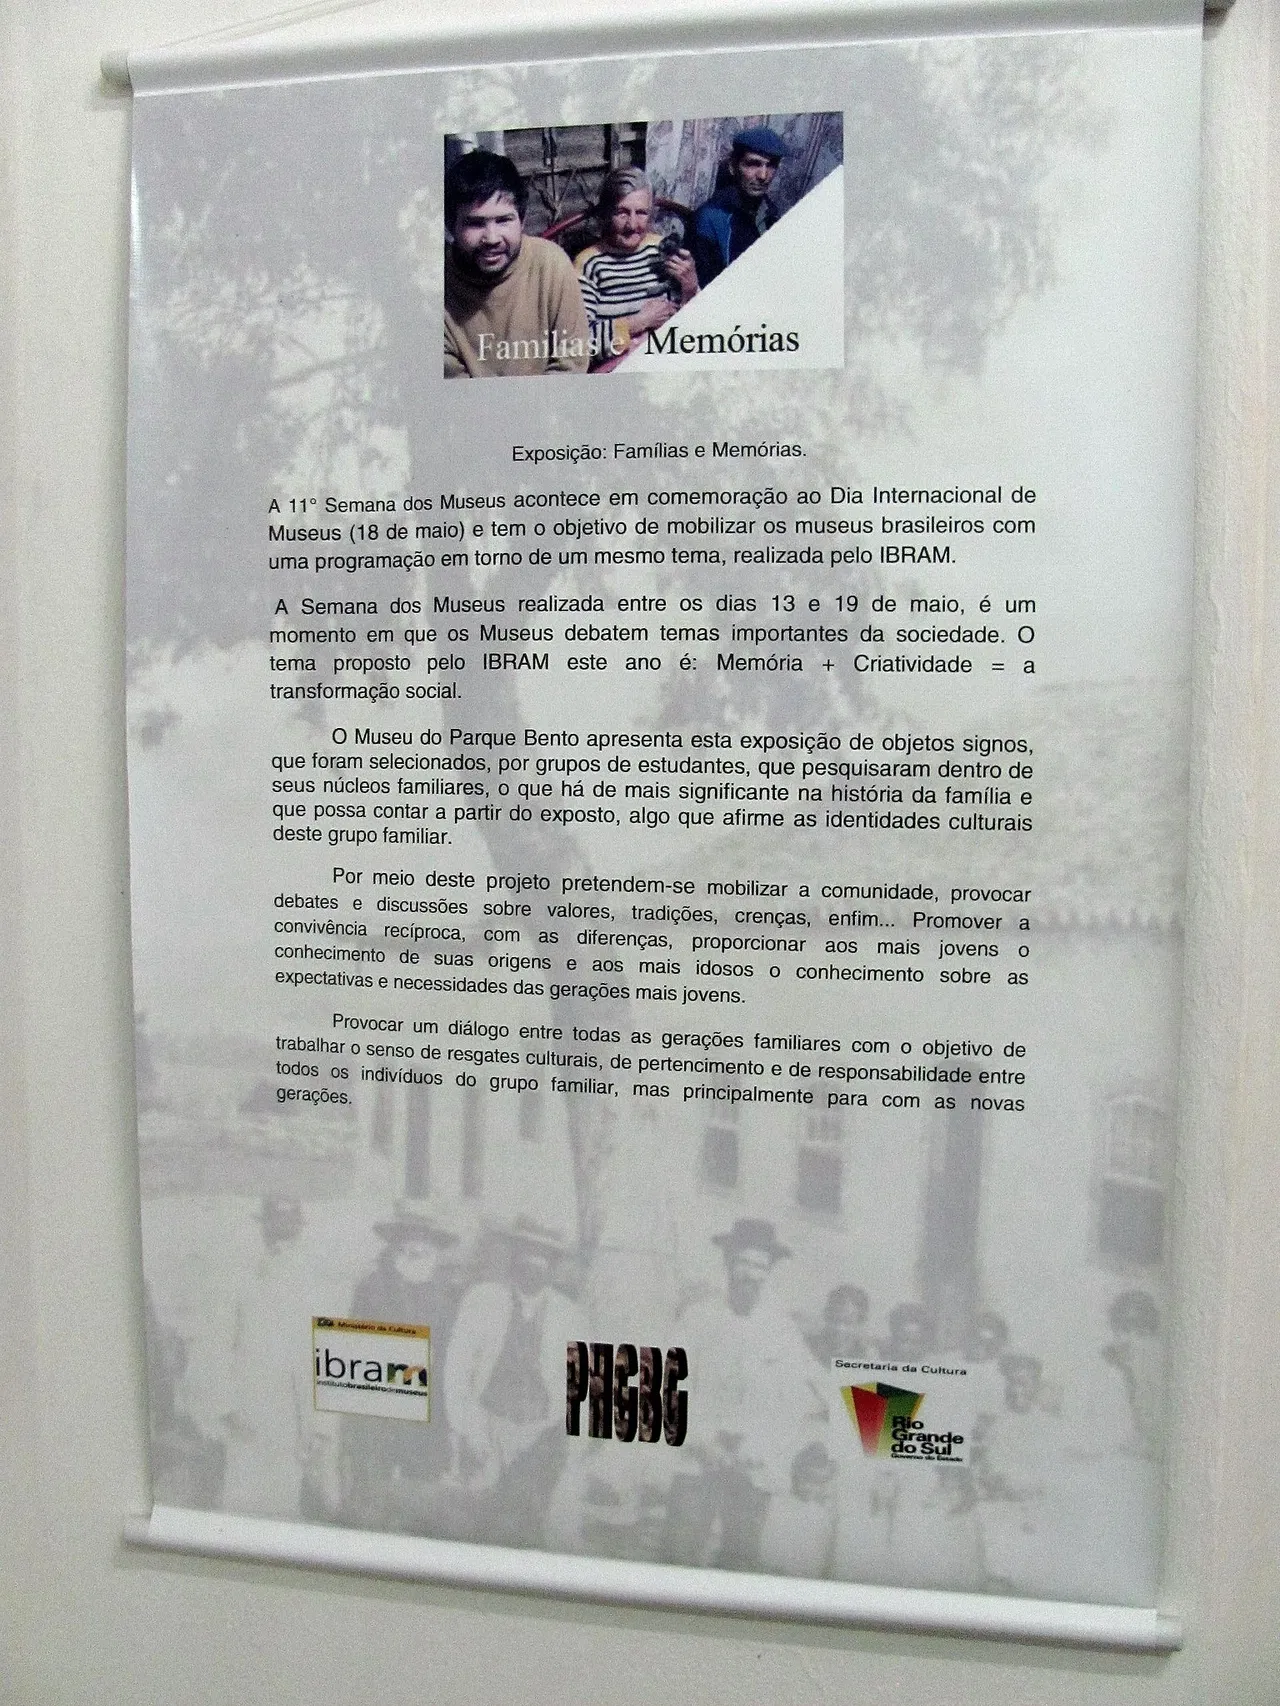 Famílias e Memórias
Exposição: Famílias e Memórias.
A 11° Semana dos Museus acontece em comemoração ao Dia Internacional de
Museus (18 de maio) e tem o objetivo de mobilizar os museus brasileiros com
uma programação em torno de um mesmo tema, realizada pelo IBRAM.
A Semana dos Museus realizada entre os dias 13 e 19 de maio, é um
momento em que os Museus debatem temas importantes da sociedade. O
tema proposto pelo IBRAM este ano é: Memória + Criatividade = a
transformação social.
O Museu do Parque Bento apresenta esta exposição de objetos signos,
que foram selecionados, por grupos de estudantes, que pesquisaram dentro de
seus núcleos familiares, o que há de mais significante na história da família e
que possa contar a partir do exposto, algo que afirme as identidades culturais
deste grupo familiar.
Por meio deste projeto pretendem-se mobilizar a comunidade, provocar
debates e discussões sobre valores, tradições, crenças, enfim... Promover a
convivência recíproca, com as diferenças, proporcionar aos mais jovens o
conhecimento de suas origens e aos mais idosos o conhecimento sobre as
expectativas e necessidades das gerações mais jovens.
Provocar um diálogo entre todas as gerações familiares com o objetivo de
trabalhar o senso de resgates culturais, de pertencimento e de responsabilidade entre
todos os indivíduos do grupo familiar, mas principalmente para com as novas
gerações.
Ministério da Cultura
ibram
institutobrasileirodemuseus
PHGBG
Secretaria da Cultura
Rio
Grande
do Sul
Governo do Estado